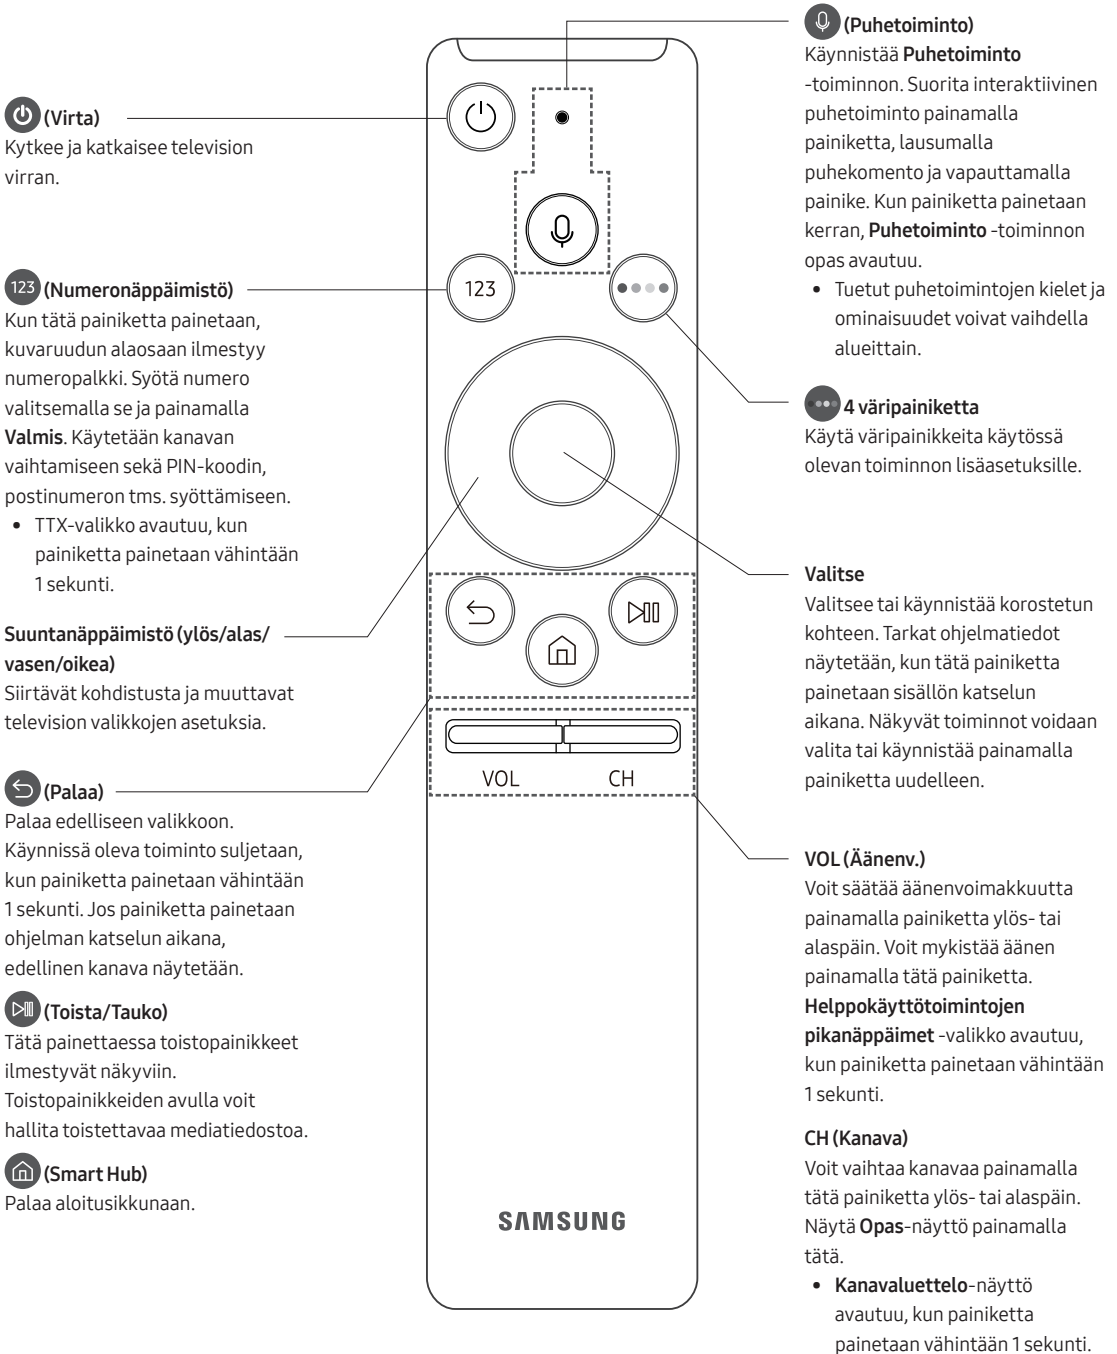 (Virta)
Kytkee ja katkaisee television
virran.
123 (Numeronäppäimistö)
Kun tätä painiketta painetaan,
kuvaruudun alaosaan ilmestyy
numeropalkki. Syötä numero
valitsemalla se ja painamalla
Valmis. Käytetään kanavan
vaihtamiseen sekä PIN-koodin,
postinumeron tms. syöttämiseen.
• TTX-valikko avautuu, kun
painiketta painetaan vähintään
1 sekunti.
Suuntanäppäimistö (ylös/alas/
vasen/oikea)
Siirtävät kohdistusta ja muuttavat
television valikkojen asetuksia.
(Palaa)
Palaa edelliseen valikkoon.
Käynnissä oleva toiminto suljetaan,
kun painiketta painetaan vähintään
1 sekunti. Jos painiketta painetaan
ohjelman katselun aikana,
edellinen kanava näytetään.
(Toista/Tauko)
Tätä painettaessa toistopainikkeet
ilmestyvät näkyviin.
Toistopainikkeiden avulla voit
hallita toistettavaa mediatiedostoa.
(Smart Hub)
Palaa aloitusikkunaan.
123
VOL CH
SAMSUNG
(Puhetoiminto)
Käynnistää Puhetoiminto
-toiminnon. Suorita interaktiivinen
puhetoiminto painamalla
painiketta, lausumalla
puhekomento ja vapauttamalla
painike. Kun painiketta painetaan
kerran, Puhetoiminto -toiminnon
opas avautuu.
• Tuetut puhetoimintojen kielet ja
ominaisuudet voivat vaihdella
alueittain.
4 väripainiketta
Käytä väripainikkeita käytössä
olevan toiminnon lisäasetuksille.
Valitse
Valitsee tai käynnistää korostetun
kohteen. Tarkat ohjelmatiedot
näytetään, kun tätä painiketta
painetaan sisällön katselun
aikana. Näkyvät toiminnot voidaan
valita tai käynnistää painamalla
painiketta uudelleen.
VOL (Äänenv.)
Voit säätää äänenvoimakkuutta
painamalla painiketta ylös- tai
alaspäin. Voit mykistää äänen
painamalla tätä painiketta.
Helppokäyttötoimintojen
pikanäppäimet -valikko avautuu,
kun painiketta painetaan vähintään
1 sekunti.
CH (Kanava)
Voit vaihtaa kanavaa painamalla
tätä painiketta ylös- tai alaspäin.
Näytä Opas-näyttö painamalla
tätä.
• Kanavaluettelo-näyttö
avautuu, kun painiketta
painetaan vähintään 1 sekunti.